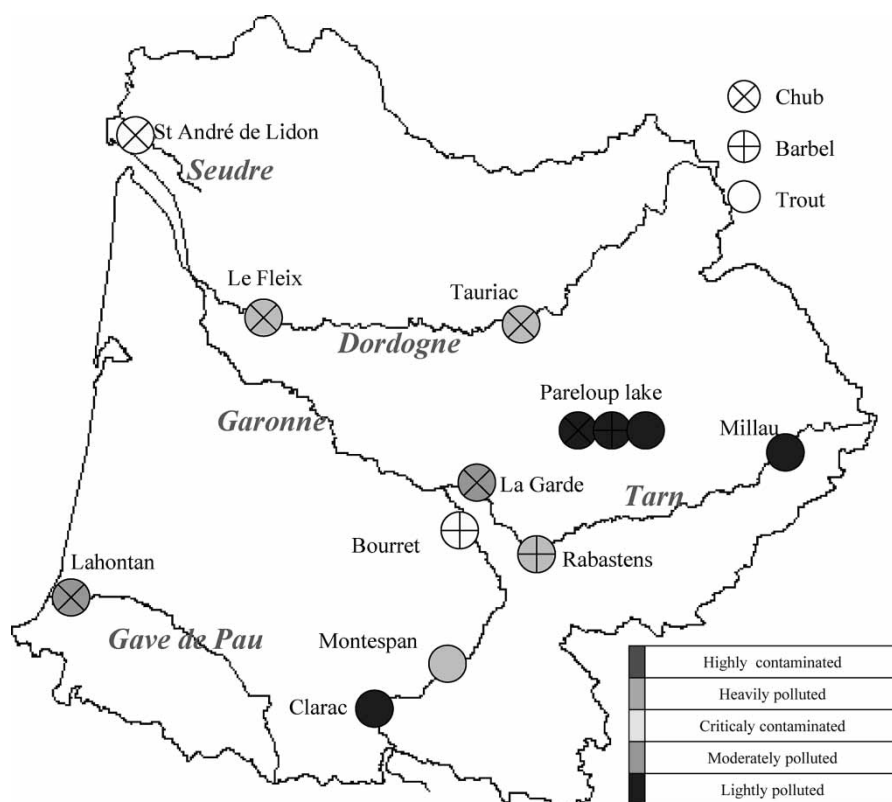 Chub
St André de Lidon
Barbel
Seudre
Trout
Le Fleix
Tauriac
Dordogne
Pareloup lake
Garonne
Millau
La Garde
Tarn
Bourret
Lahontan
Rabastens
Gave de Pau
Montespan
Highly contaminated
Heavily polluted
Clarac
Criticaly contaminated
Moderately polluted
Lightly polluted